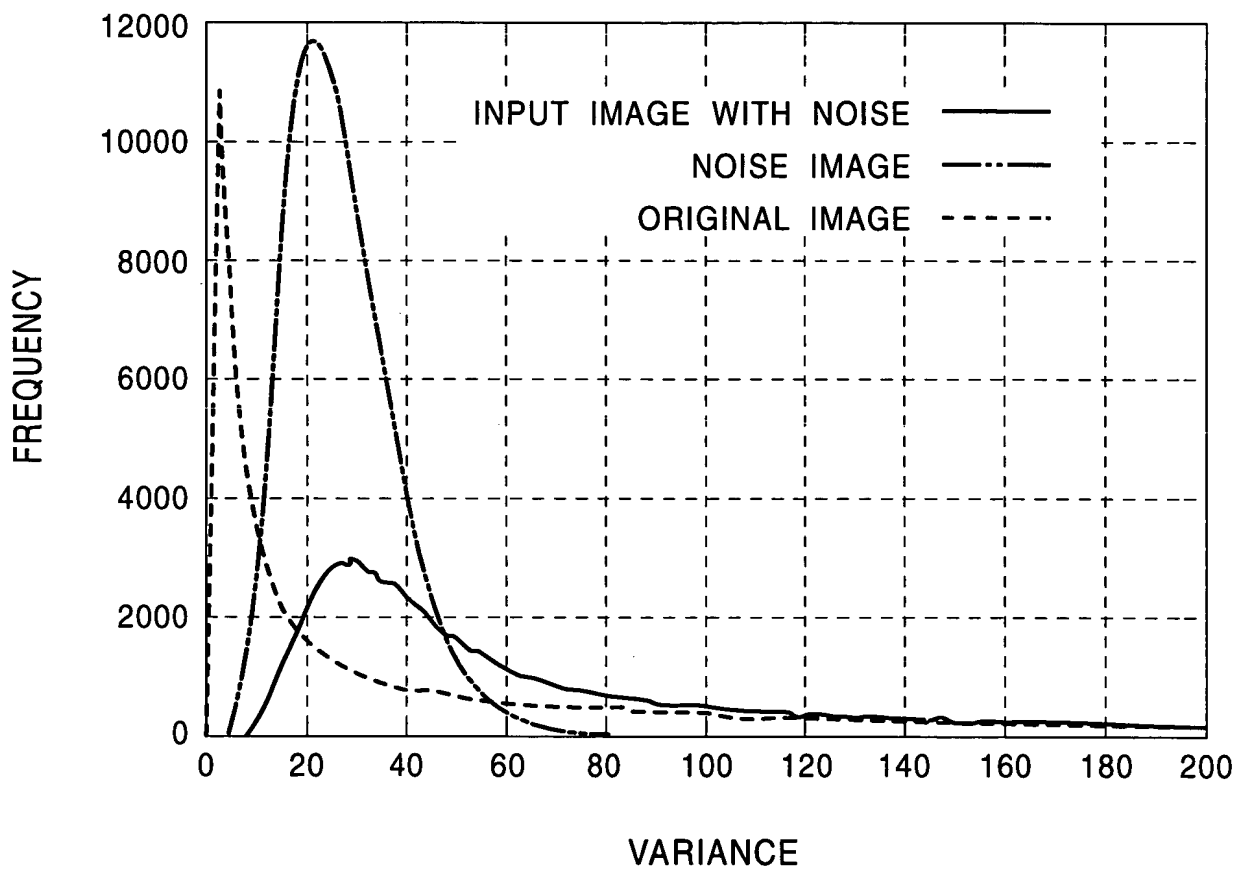 12000
10000
8000
6000
4000
2000
0
FREQUENCY
INPUT IMAGE WITH NOISE
NOISE IMAGE
ORIGINAL IMAGE
0 20 40 60 80 100 120 140 160 180 200
VARIANCE